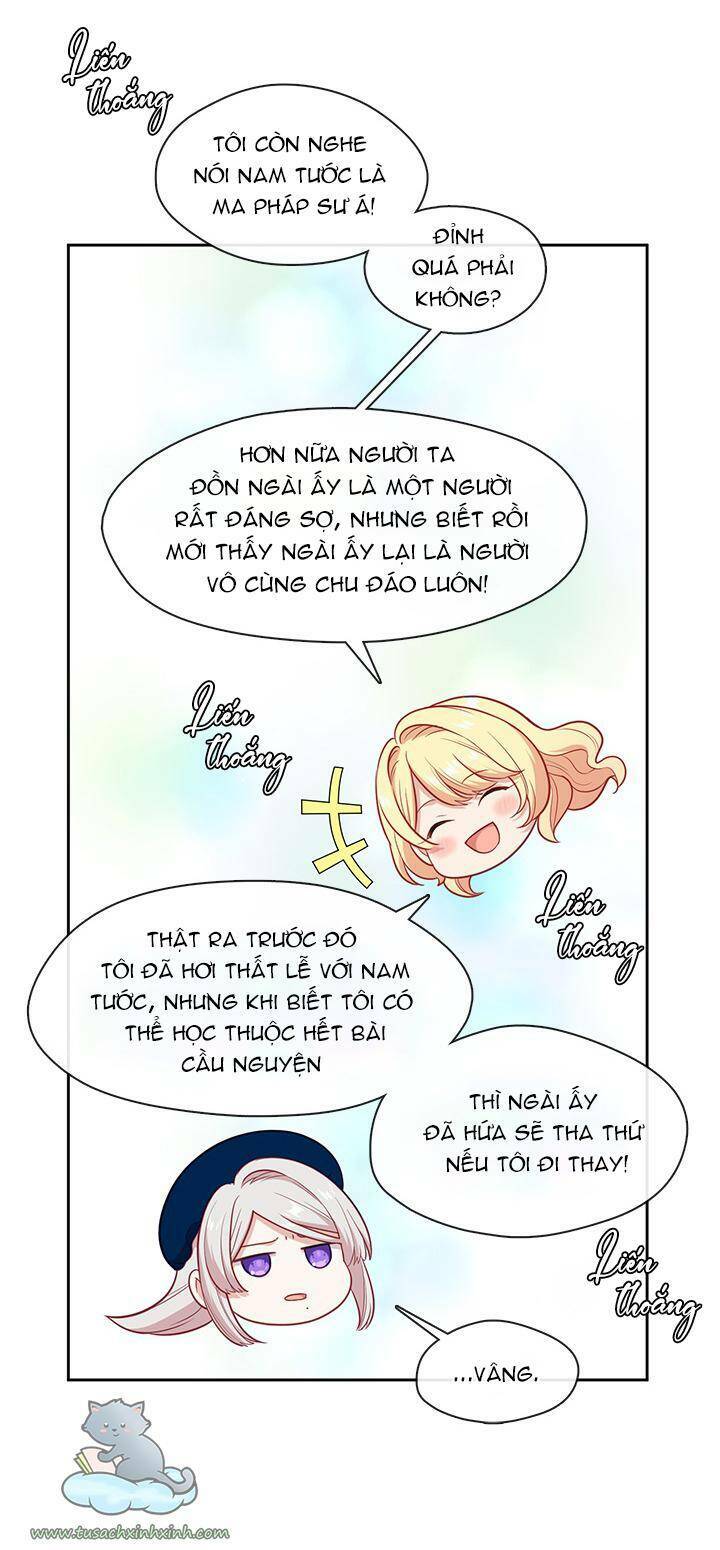 Liến
thoắng
TÔI CÒN NGHE
NÓI NAM TƯỚC LÀ
MA PHÁP SƯ Á!
ĐỈNH
QUÁ PHẢI
KHÔNG?
HƠN NỮA NGƯỜI TA
ĐỒN NGÀI ẤY LÀ MỘT NGƯỜI
RẤT ĐÁNG SỢ, NHƯNG BIẾT RỒI
MỚI THẤY NGÀI ẤY LẠI LÀ NGƯỜI
VÔ CÙNG CHU ĐÁO LUÔN!
Liến
thoắng
Liến
thoắng
THẬT RA TRƯỚC ĐÓ
TÔI ĐÃ HƠI THẤT LỄ VỚI NAM
TƯỚC, NHƯNG KHI BIẾT TÔI CÓ
THỂ HỌC THUỘC HẾT BÀI
CẦU NGUYỆN
THÌ NGÀI ẤY
ĐÃ HỨA SẼ THA THỨ
NẾU TÔI ĐI THAY!
Liến
thoắng
...VÂNG.
www.tusachxinhxinh.com